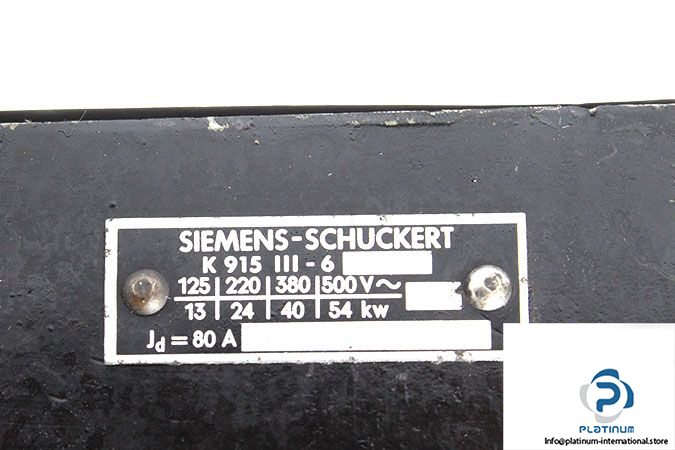 SIEMENS-SCHUCKERT
K 915 III - 6
125 | 220 | 380 | 500 V~
13 | 24 | 40 | 54 kw
Jd = 80 A
PLATINUM
Info@platinum-international.store